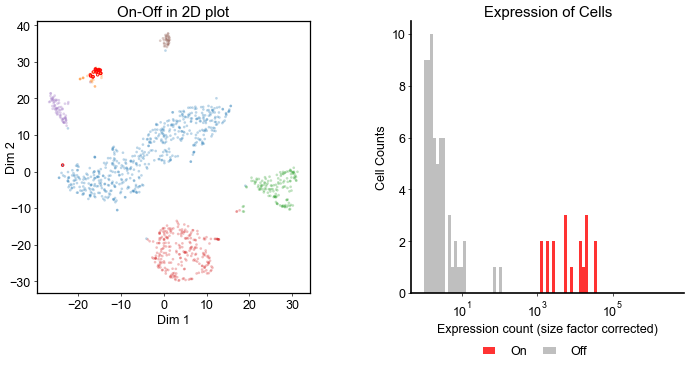 On-Off in 2D plot
40
30
20
10
0
−10
−20
−30
Dim 2
−20 −10 0 10 20 30
Dim 1
Expression of Cells
10
8
6
4
2
0
Cell Counts
10^1 10^3 10^5
Expression count (size factor corrected)
On Off